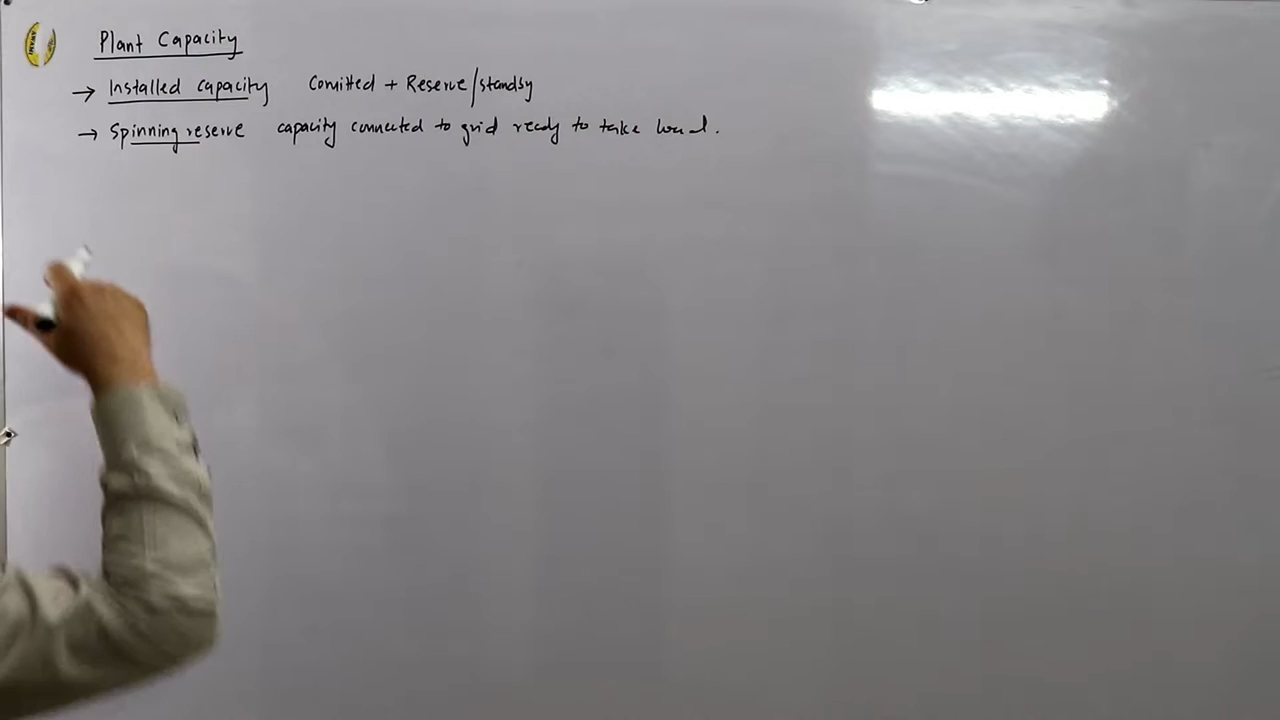 Plant Capacity
→ Installed capacity Comitted + Reserve/standby
→ Spinning reserve capacity connected to grid ready to take load.